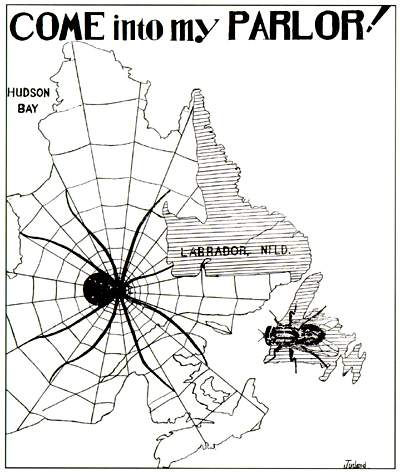 COME into my PARLOR!
HUDSON
BAY
LABRADOR, NFLD.